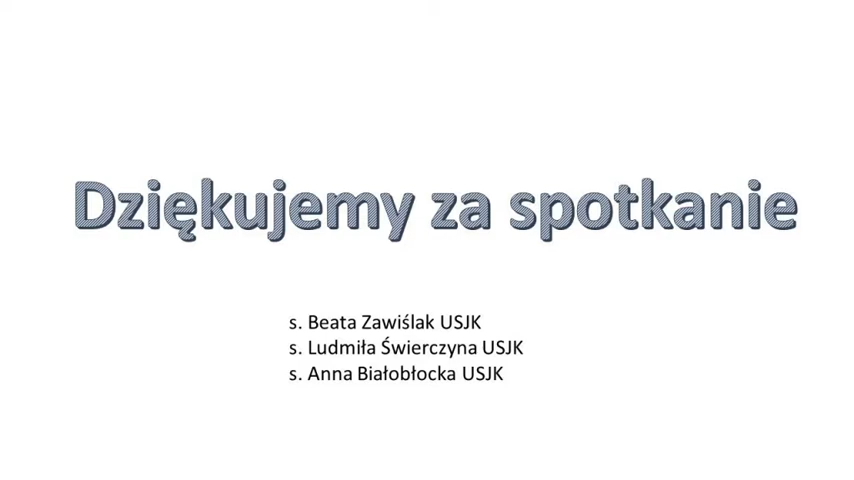 Dziękujemy za spotkanie
s. Beata Zawiślak USJK
s. Ludmiła Świerczyna USJK
s. Anna Białobłocka USJK